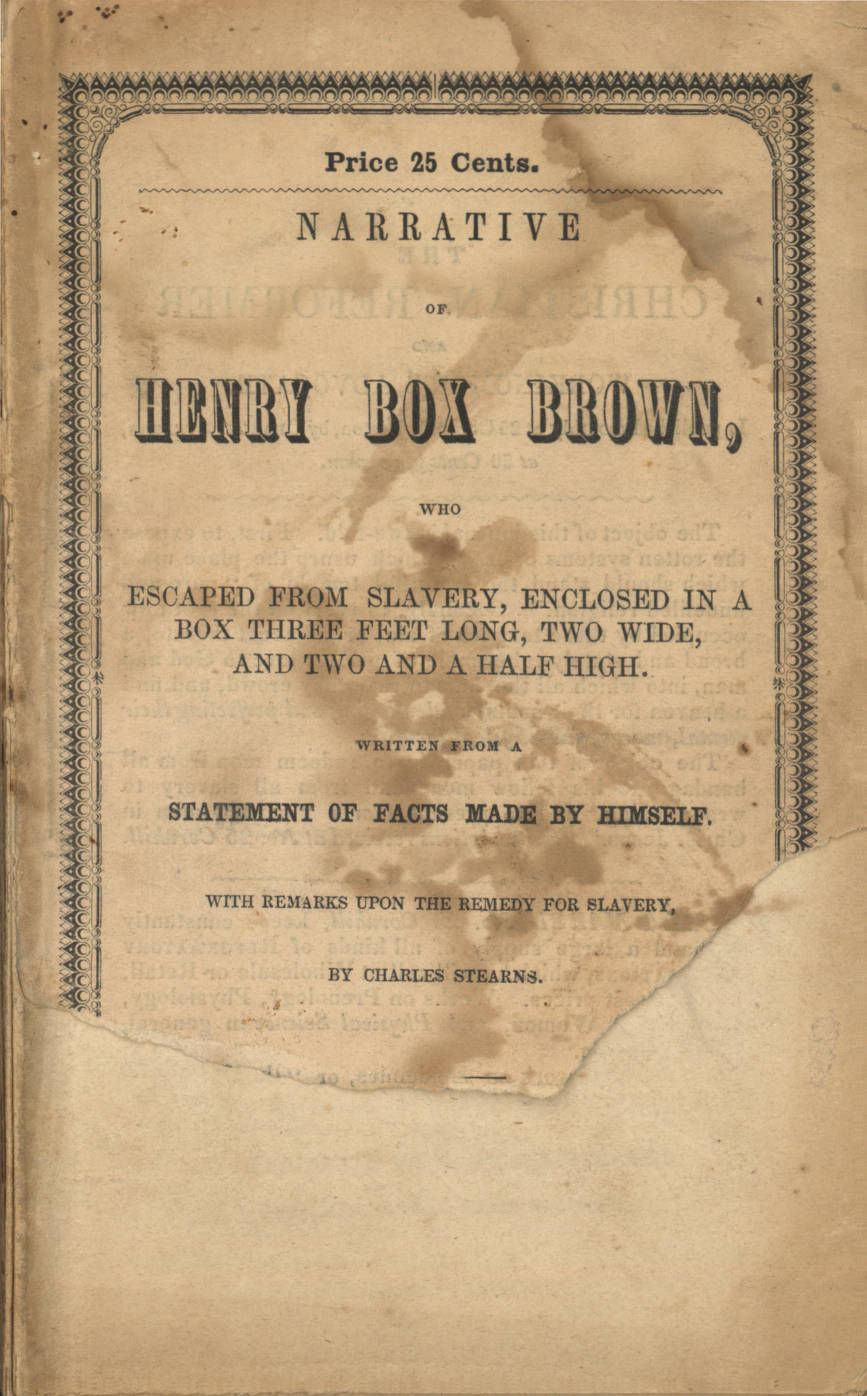 Price 25 Cents.
NARRATIVE
OF
HENRY BOX BROWN,
WHO
ESCAPED FROM SLAVERY, ENCLOSED IN A
BOX THREE FEET LONG, TWO WIDE,
AND TWO AND A HALF HIGH.
WRITTEN FROM A
STATEMENT OF FACTS MADE BY HIMSELF.
WITH REMARKS UPON THE REMEDY FOR SLAVERY,
BY CHARLES STEARNS.